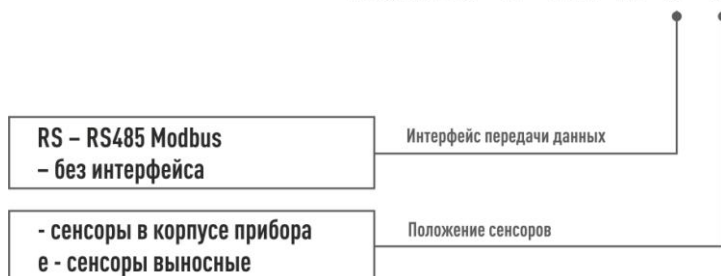 RS – RS485 Modbus
– без интерфейса
Интерфейс передачи данных
- сенсоры в корпусе прибора
е - сенсоры выносные
Положение сенсоров